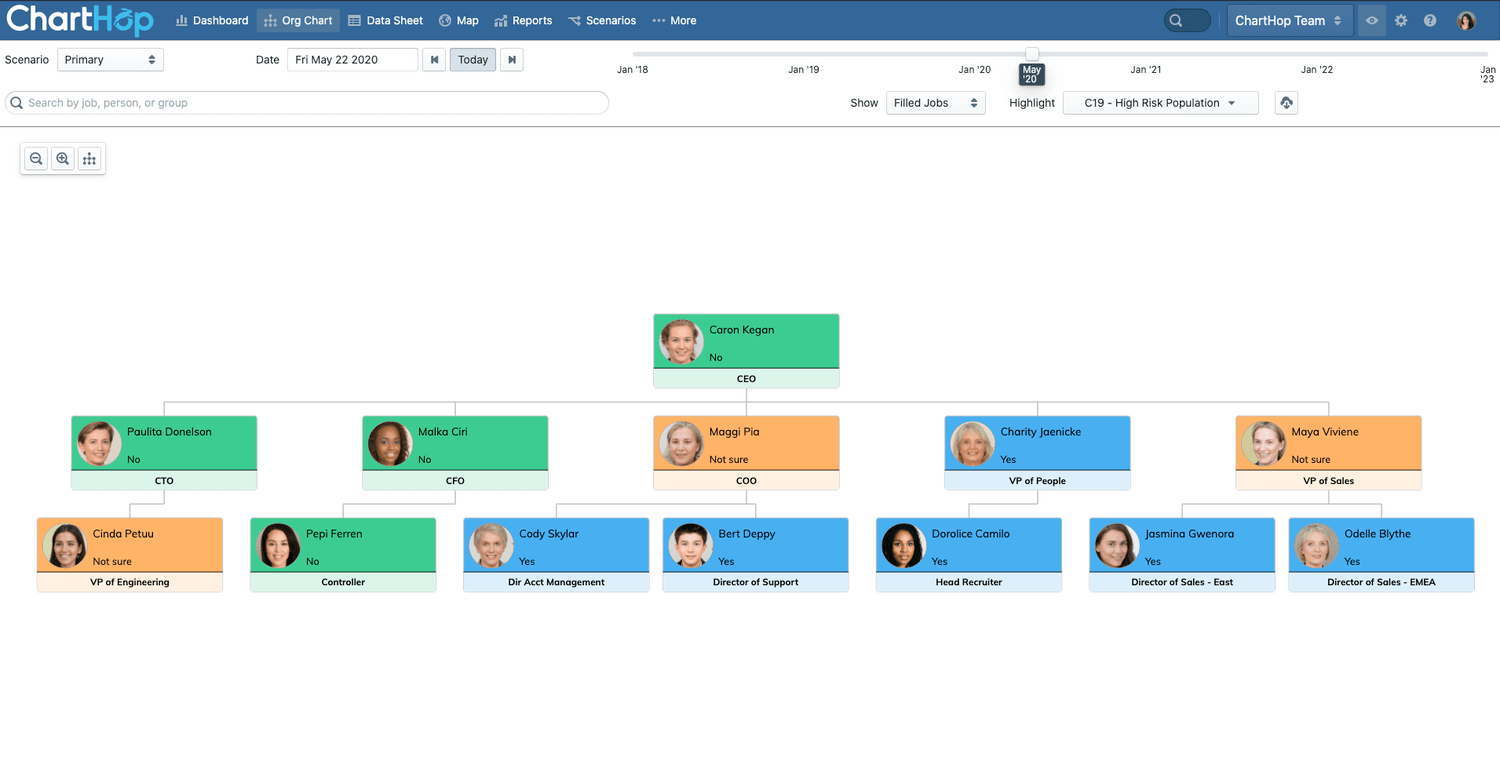 ChartHop Dashboard Org Chart Data Sheet Map Reports Scenarios More ChartHop Team
Scenario Primary Date Fri May 22 2020 Today
Jan '18 Jan '19 Jan '20 May '20 Jan '21 Jan '22 Jan '23
Search by job, person, or group Show Filled Jobs Highlight C19 - High Risk Population
Caron Kegan
No
CEO
Paulita Donelson
No
CTO
Malka Ciri
No
CFO
Maggi Pia
Not sure
COO
Charity Jaenicke
Yes
VP of People
Maya Viviene
Not sure
VP of Sales
Cinda Petuu
Not sure
VP of Engineering
Pepi Ferren
No
Controller
Cody Skylar
Yes
Dir Acct Management
Bert Deppy
Yes
Director of Support
Dorolice Camilo
Yes
Head Recruiter
Jasmina Gwenora
Yes
Director of Sales - East
Odelle Blythe
Yes
Director of Sales - EMEA